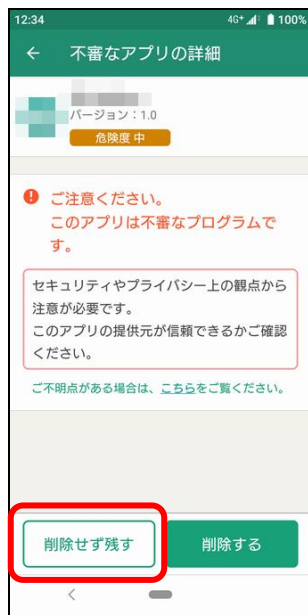 12:34 4G+ 100%
← 不審なアプリの詳細
バージョン：1.0
危険度 中
ご注意ください。
このアプリは不審なプログラムで
す。
セキュリティやプライバシー上の観点から
注意が必要です。
このアプリの提供元が信頼できるかご確認
ください。
ご不明点がある場合は、こちらをご覧ください。
削除せず残す 削除する